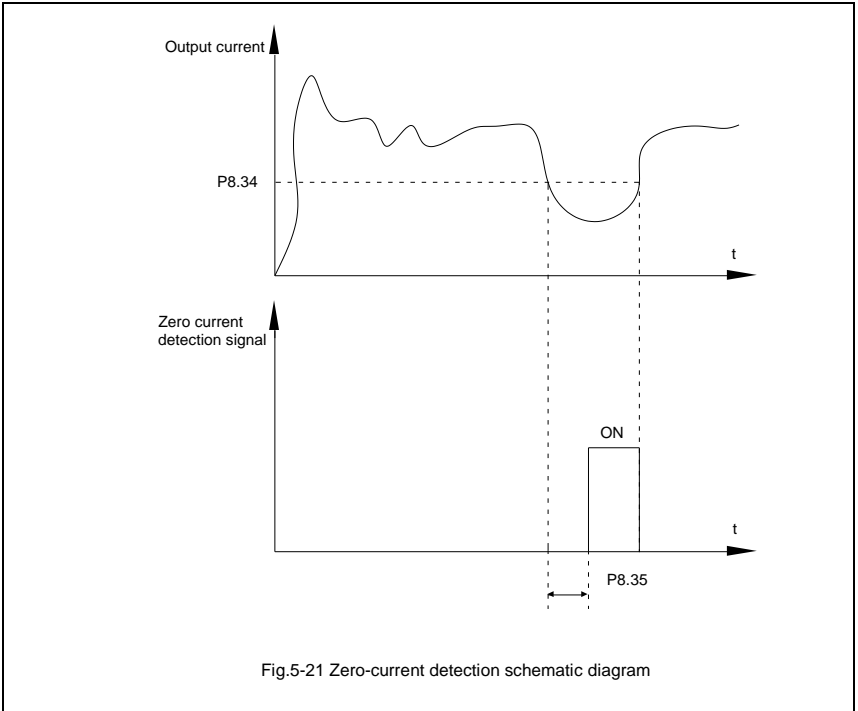 Output current
P8.34
t
Zero current
detection signal
ON
t
P8.35
Fig.5-21 Zero-current detection schematic diagram